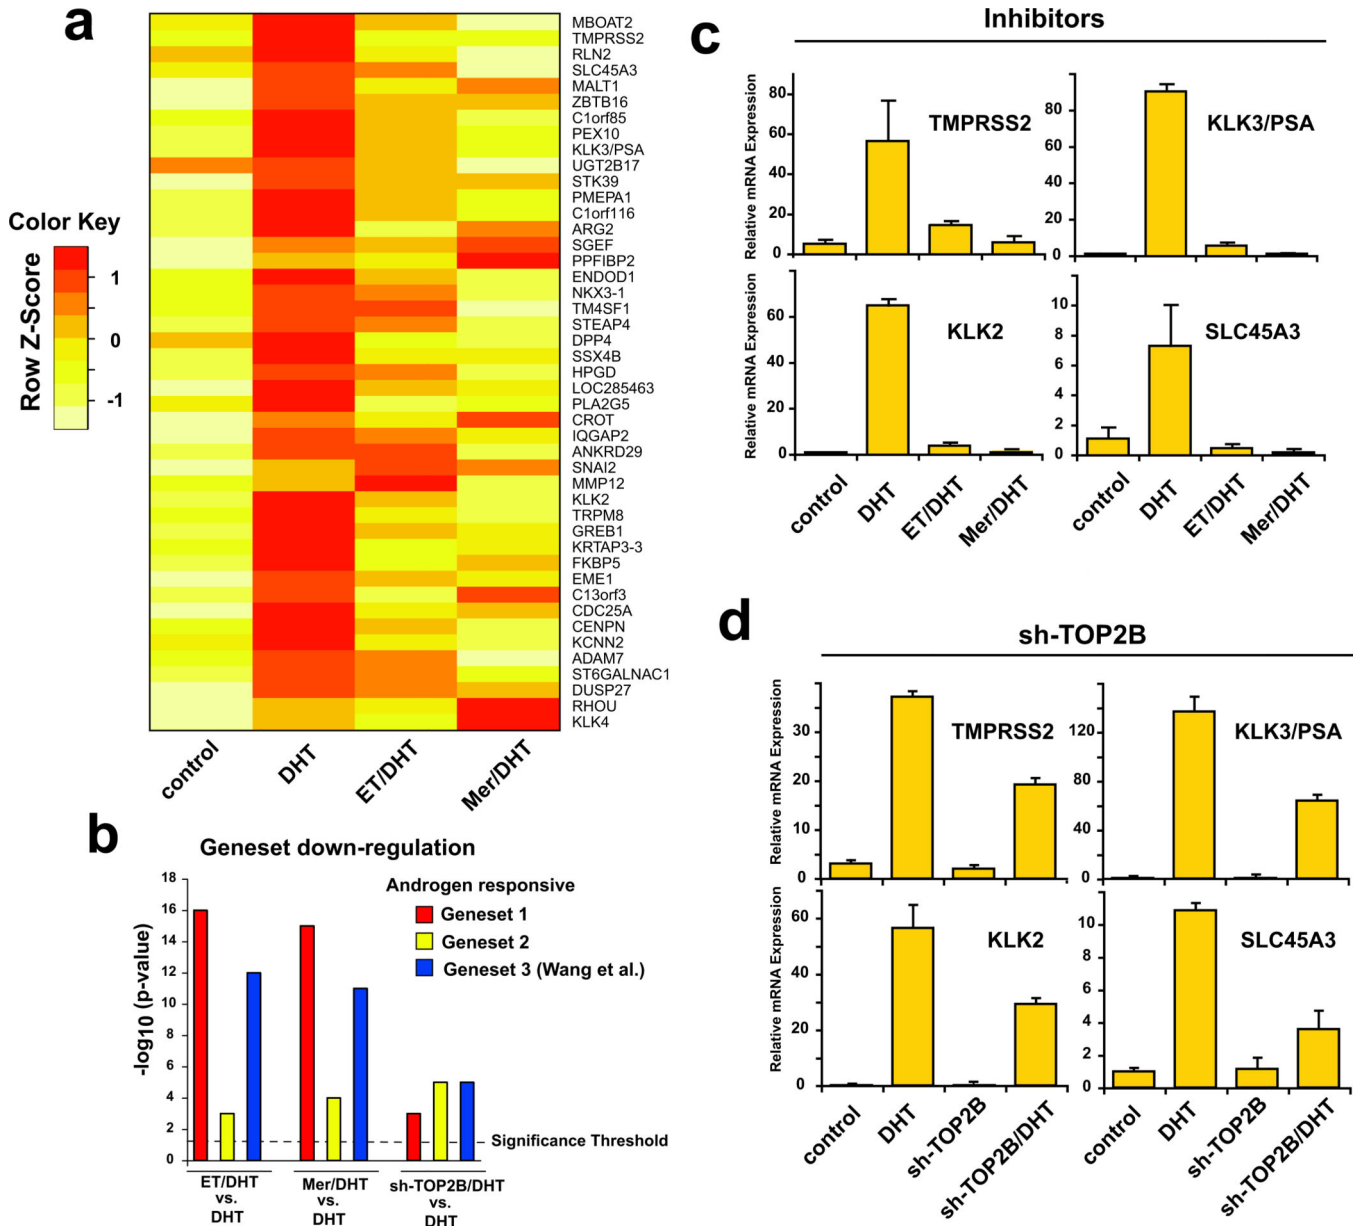 a
MBOAT2
TMPRSS2
RLN2
SLC45A3
MALT1
ZBTB16
C1orf85
PEX10
KLK3/PSA
UGT2B17
STK39
PMEPA1
C1orf116
ARG2
SGEF
PPFIBP2
ENDOD1
NKX3-1
TM4SF1
STEAP4
DPP4
SSX4B
HPGD
LOC285463
PLA2G5
CROT
IQGAP2
ANKRD29
SNAI2
MMP12
KLK2
TRPM8
GREB1
KRTAP3-3
FKBP5
EME1
C13orf3
CDC25A
CENPN
KCNN2
ADAM7
ST6GALNAC1
DUSP27
RHOU
KLK4
Color Key
Row Z-Score
1
0
-1
control
DHT
ET/DHT
Mer/DHT
b
Geneset down-regulation
-log10 (p-value)
18
16
14
12
10
8
6
4
2
0
Androgen responsive
Geneset 1
Geneset 2
Geneset 3 (Wang et al.)
Significance Threshold
ET/DHT
vs.
DHT
Mer/DHT
vs.
DHT
sh-TOP2B/DHT
vs.
DHT
c
Inhibitors
Relative mRNA Expression
80
60
40
20
0
TMPRSS2
80
60
40
20
0
KLK3/PSA
Relative mRNA Expression
60
40
20
0
KLK2
10
8
6
4
2
0
SLC45A3
control
DHT
ET/DHT
Mer/DHT
control
DHT
ET/DHT
Mer/DHT
d
sh-TOP2B
Relative mRNA Expression
30
20
10
0
TMPRSS2
120
80
40
0
KLK3/PSA
Relative mRNA Expression
60
40
20
0
KLK2
10
8
6
4
2
0
SLC45A3
control
DHT
sh-TOP2B
sh-TOP2B/DHT
control
DHT
sh-TOP2B
sh-TOP2B/DHT